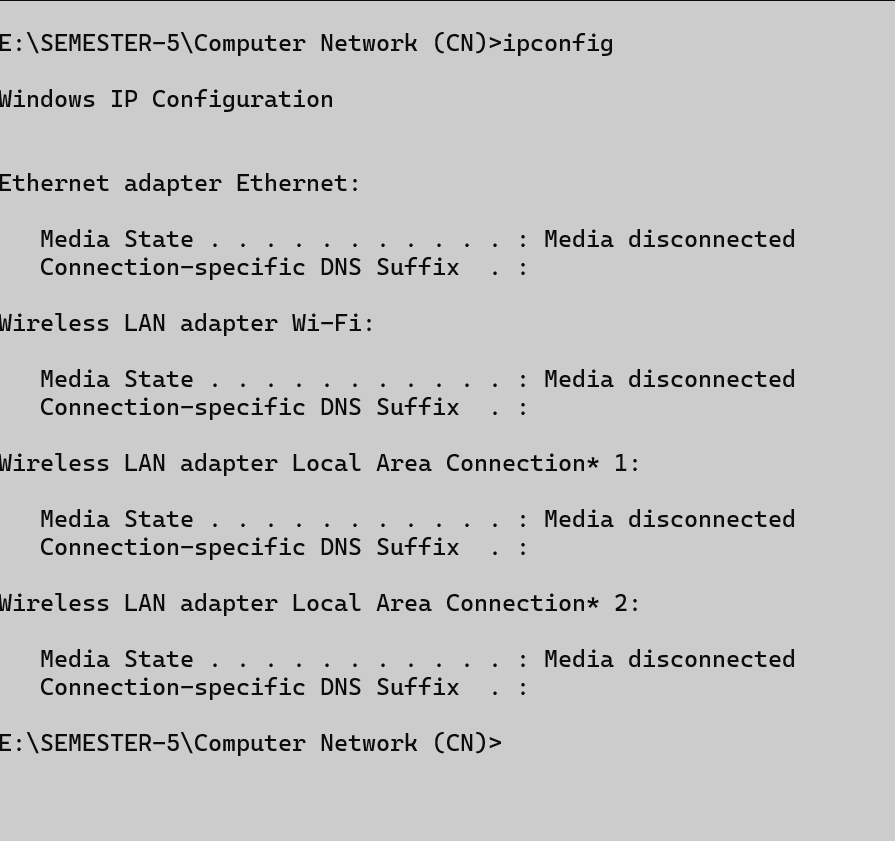 E:\SEMESTER-5\Computer Network (CN)>ipconfig
Windows IP Configuration
Ethernet adapter Ethernet:
   Media State . . . . . . . . . . . : Media disconnected
   Connection-specific DNS Suffix  . :
Wireless LAN adapter Wi-Fi:
   Media State . . . . . . . . . . . : Media disconnected
   Connection-specific DNS Suffix  . :
Wireless LAN adapter Local Area Connection* 1:
   Media State . . . . . . . . . . . : Media disconnected
   Connection-specific DNS Suffix  . :
Wireless LAN adapter Local Area Connection* 2:
   Media State . . . . . . . . . . . : Media disconnected
   Connection-specific DNS Suffix  . :
E:\SEMESTER-5\Computer Network (CN)>